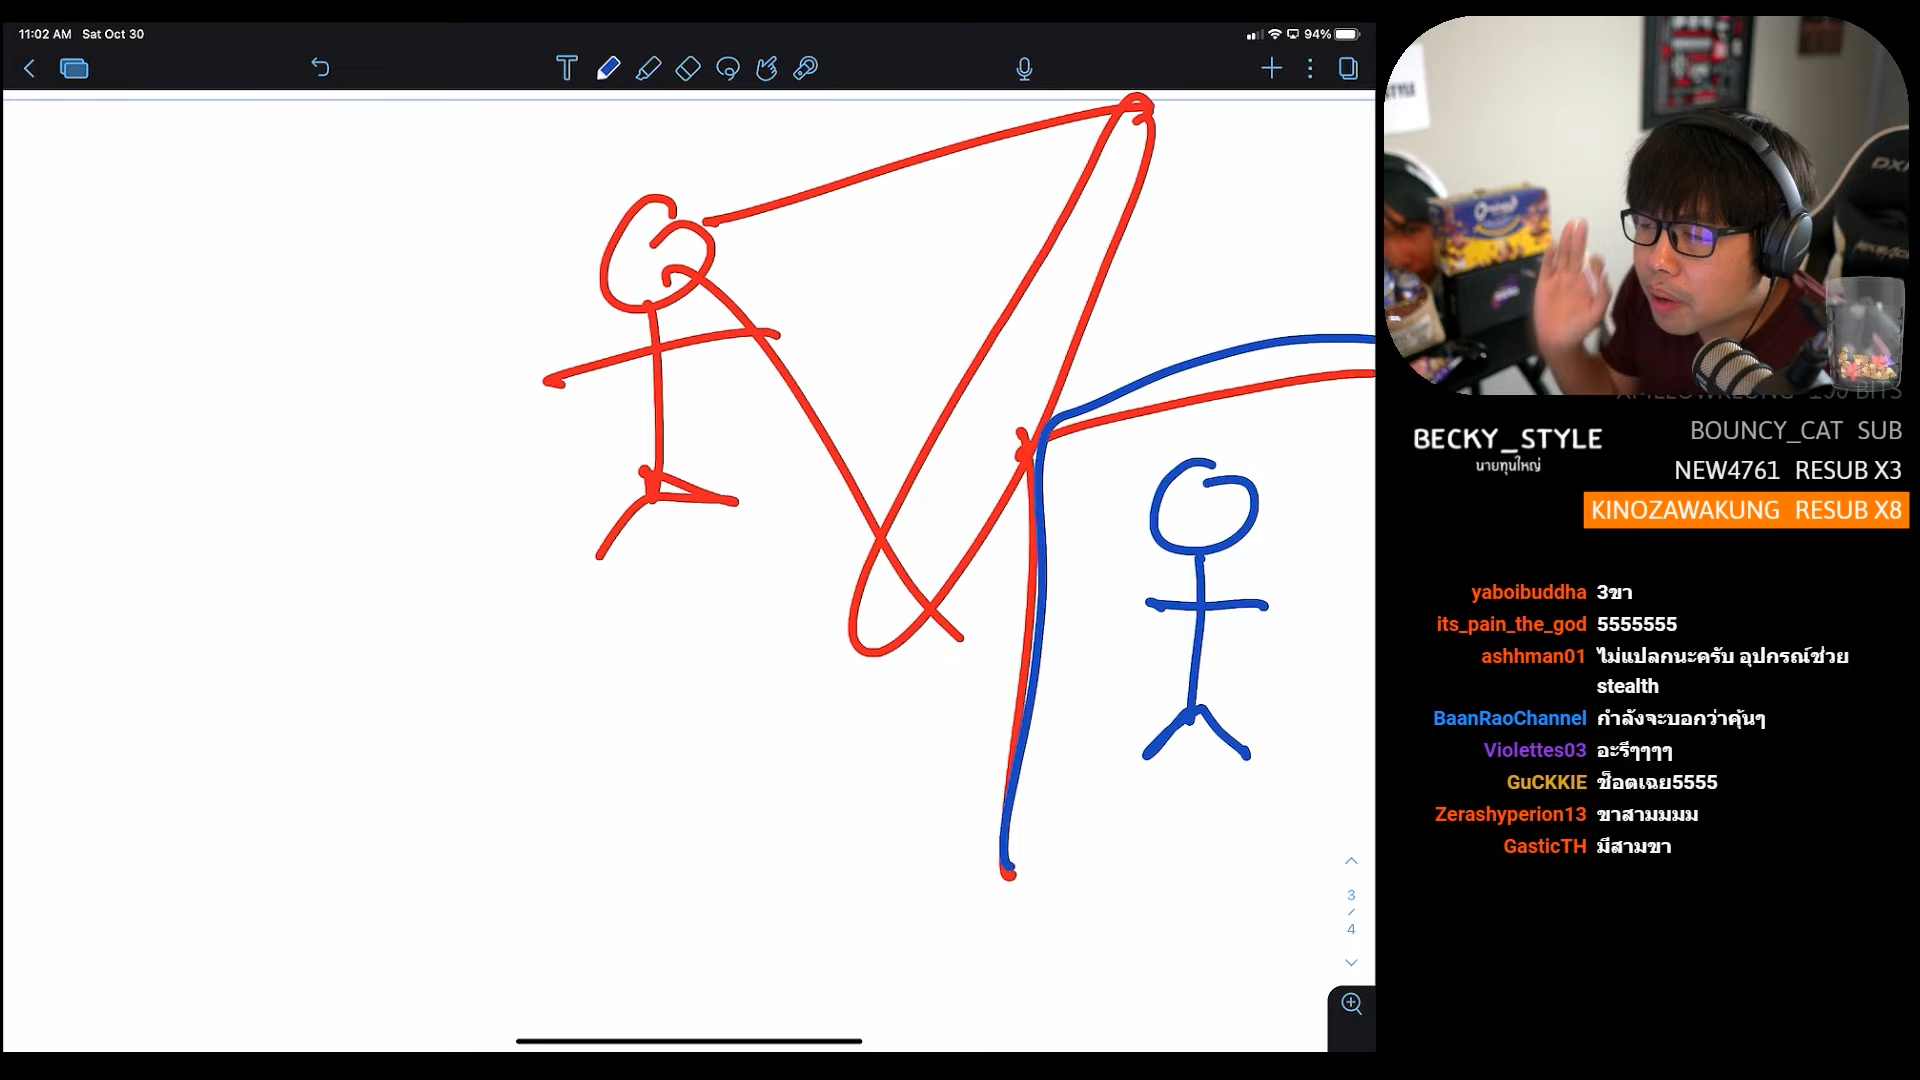 11:02 AM Sat Oct 30
94%
T
STYLE
BECKY_STYLE
นายทุนใหญ่
BITS
BOUNCY_CAT SUB
NEW4761 RESUB X3
KINOZAWAKUNG RESUB X8
yaboibuddha 3ขา
its_pain_the_god 5555555
ashhman01 ไม่แปลกนะครับ อุปกรณ์ช่วย
stealth
BaanRaoChannel กำลังจะบอกว่าคุ้นๆ
Violettes03 อะรีๆๆๆๆ
GuCKKIE ช็อตเฉย5555
Zerashyperion13 ขาสามมมม
GasticTH มีสามขา
3
/
4